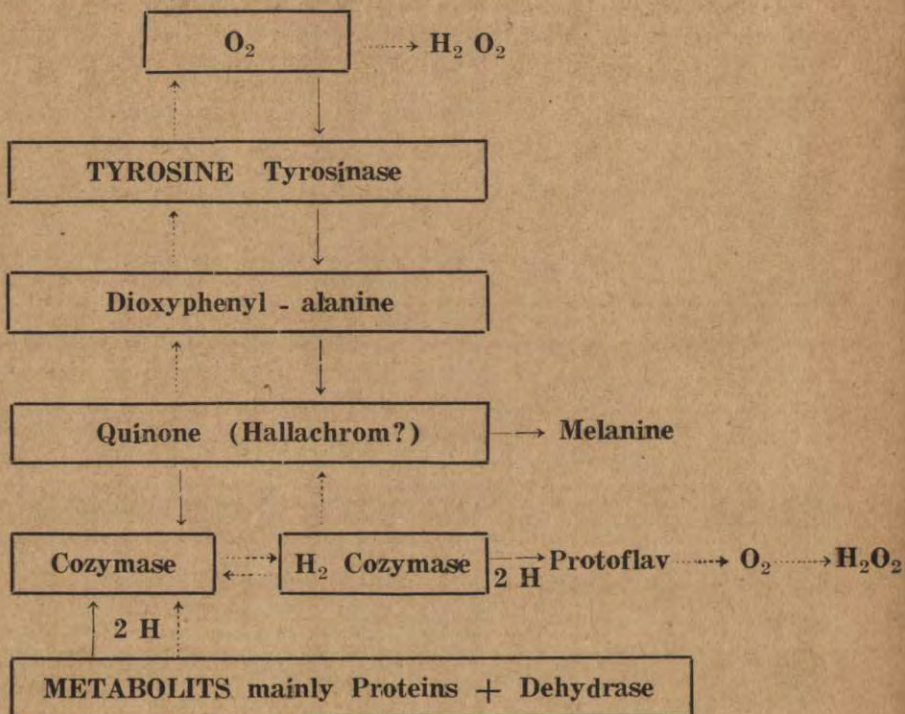 O₂ H₂ O₂
TYROSINE Tyrosinase
Dioxyphenyl - alanine
Quinone (Hallachrom?) Melanine
Cozymase H₂ Cozymase 2 H Protoflav O₂ H₂O₂
2 H
METABOLITS mainly Proteins + Dehydrase